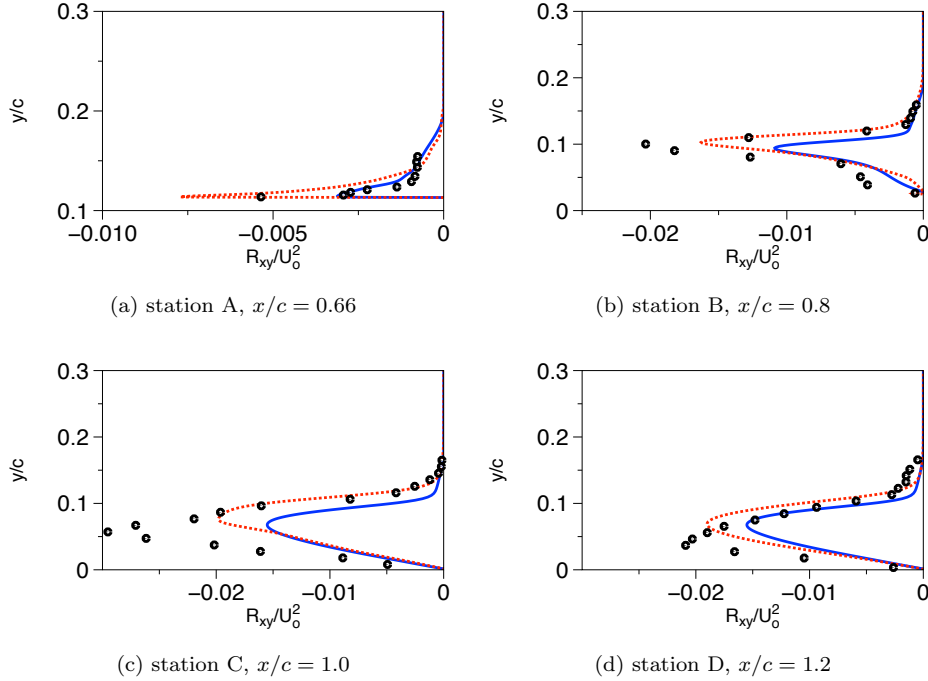 0.3
0.2
0.1
y/c
-0.010
-0.005
0
R_xy/U_o^2
(a) station A, x/c = 0.66
0.3
0.2
0.1
0
y/c
-0.02
-0.01
0
R_xy/U_o^2
(b) station B, x/c = 0.8
0.3
0.2
0.1
0
y/c
-0.02
-0.01
0
R_xy/U_o^2
(c) station C, x/c = 1.0
0.3
0.2
0.1
0
y/c
-0.02
-0.01
0
R_xy/U_o^2
(d) station D, x/c = 1.2